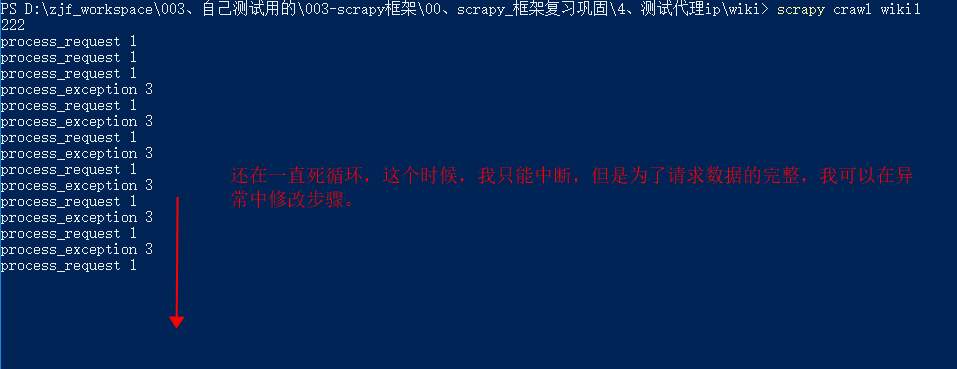 PS D:\zjf_workspace\003、自己测试用的\003-scrapy框架\00、scrapy_框架复习巩固\4、测试代理ip\wiki> scrapy crawl wiki1
222
process_request 1
process_request 1
process_request 1
process_exception 3
process_request 1
process_exception 3
process_request 1
process_exception 3
process_request 1
process_exception 3
process_request 1
process_exception 3
process_request 1
process_exception 3
process_request 1
还在一直死循环，这个时候，我只能中断，但是为了请求数据的完整，我可以在异
常中修改步骤。